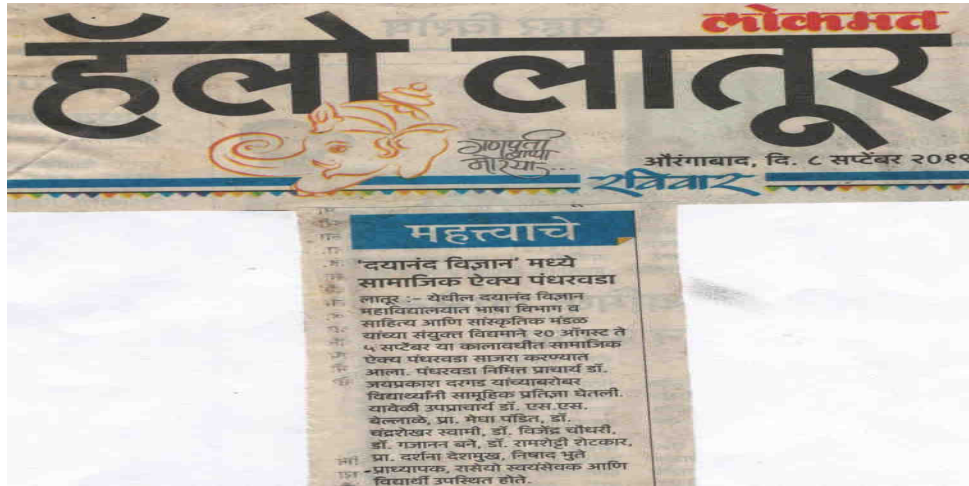 लोकमत
हॅलो लातूर
गणपती
बाप्पा
मोरया...
औरंगाबाद, दि. ८ सप्टेंबर २०१९
रविवार
महत्त्वाचे
'दयानंद विज्ञान' मध्ये
सामाजिक ऐक्य पंधरवडा
लातूर :- येथील दयानंद विज्ञान
महाविद्यालयात भाषा विभाग व
साहित्य आणि सांस्कृतिक मंडळ
यांच्या संयुक्त विद्यमाने २० ऑगस्ट ते
५ सप्टेंबर या कालावधीत सामाजिक
ऐक्य पंधरवडा साजरा करण्यात
आला. पंधरवडा निमित्त प्राचार्य डॉ.
जयप्रकाश दरगड यांच्याबरोबर
विद्यार्थ्यांनी सामूहिक प्रतिज्ञा घेतली.
यावेळी उपप्राचार्य डॉ. एस.एस.
बेल्लाळे, प्रा. मेघा पंडित, डॉ.
चंद्रशेखर स्वामी, डॉ. विजेंद्र चौधरी,
डॉ. गजानन बने, डॉ. रामशेट्टी शेटकार,
प्रा. दर्शना देशमुख, निषाद भुते
प्राध्यापक, रासेयो स्वयंसेवक आणि
विद्यार्थी उपस्थित होते.